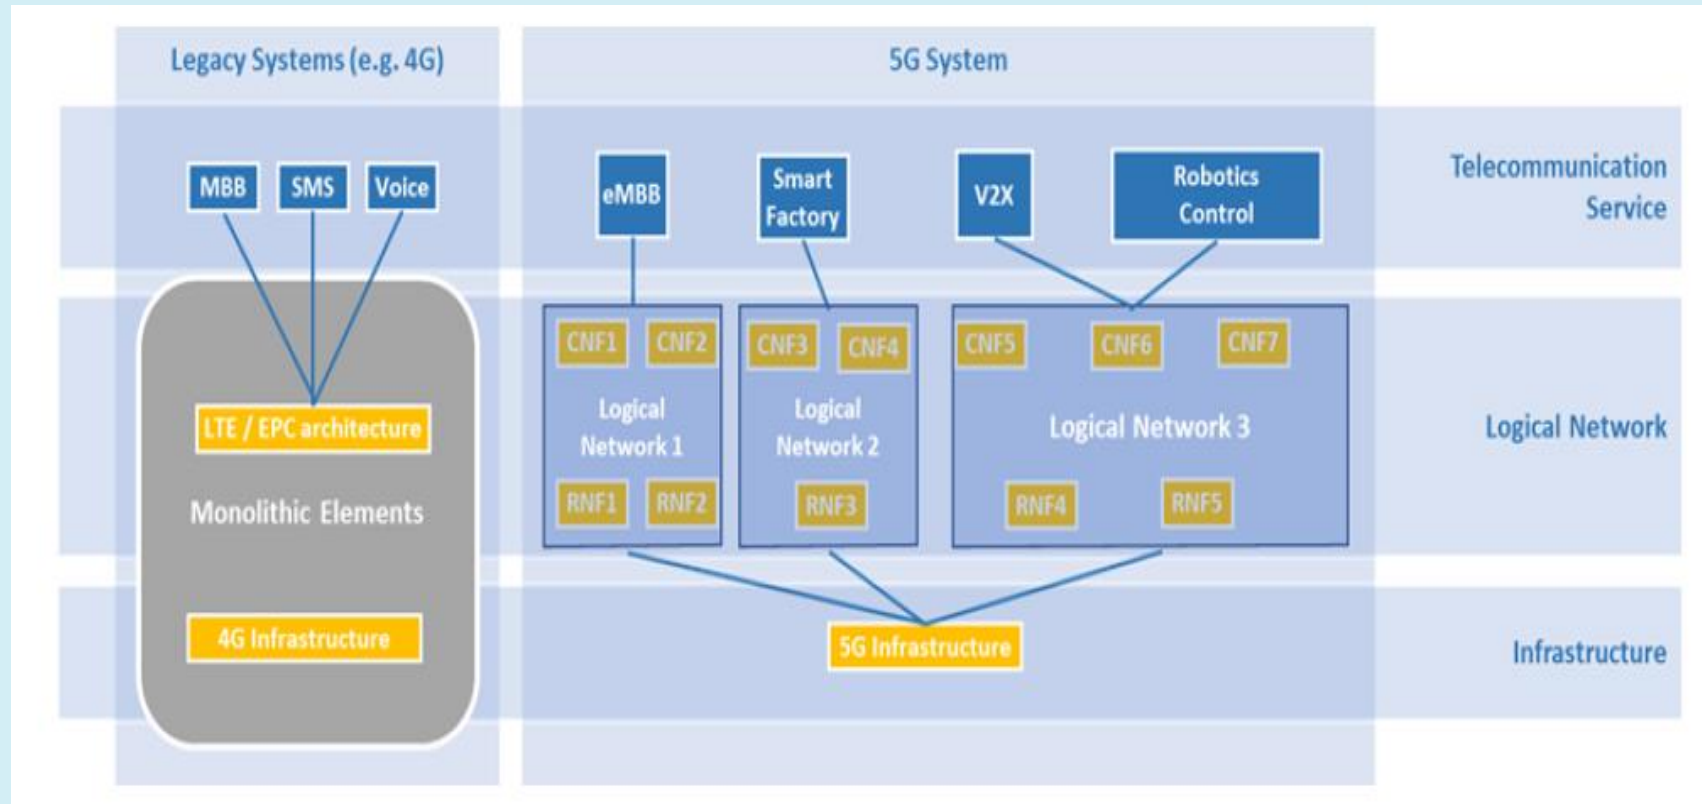 Legacy Systems (e.g. 4G)
5G System
MBB
SMS
Voice
eMBB
Smart
Factory
V2X
Robotics
Control
Telecommunication
Service
CNF1
CNF2
CNF3
CNF4
CNF5
CNF6
CNF7
LTE / EPC architecture
Logical
Network 1
Logical
Network 2
Logical Network 3
Logical Network
Monolithic Elements
RNF1
RNF2
RNF3
RNF4
RNF5
4G Infrastructure
5G Infrastructure
Infrastructure